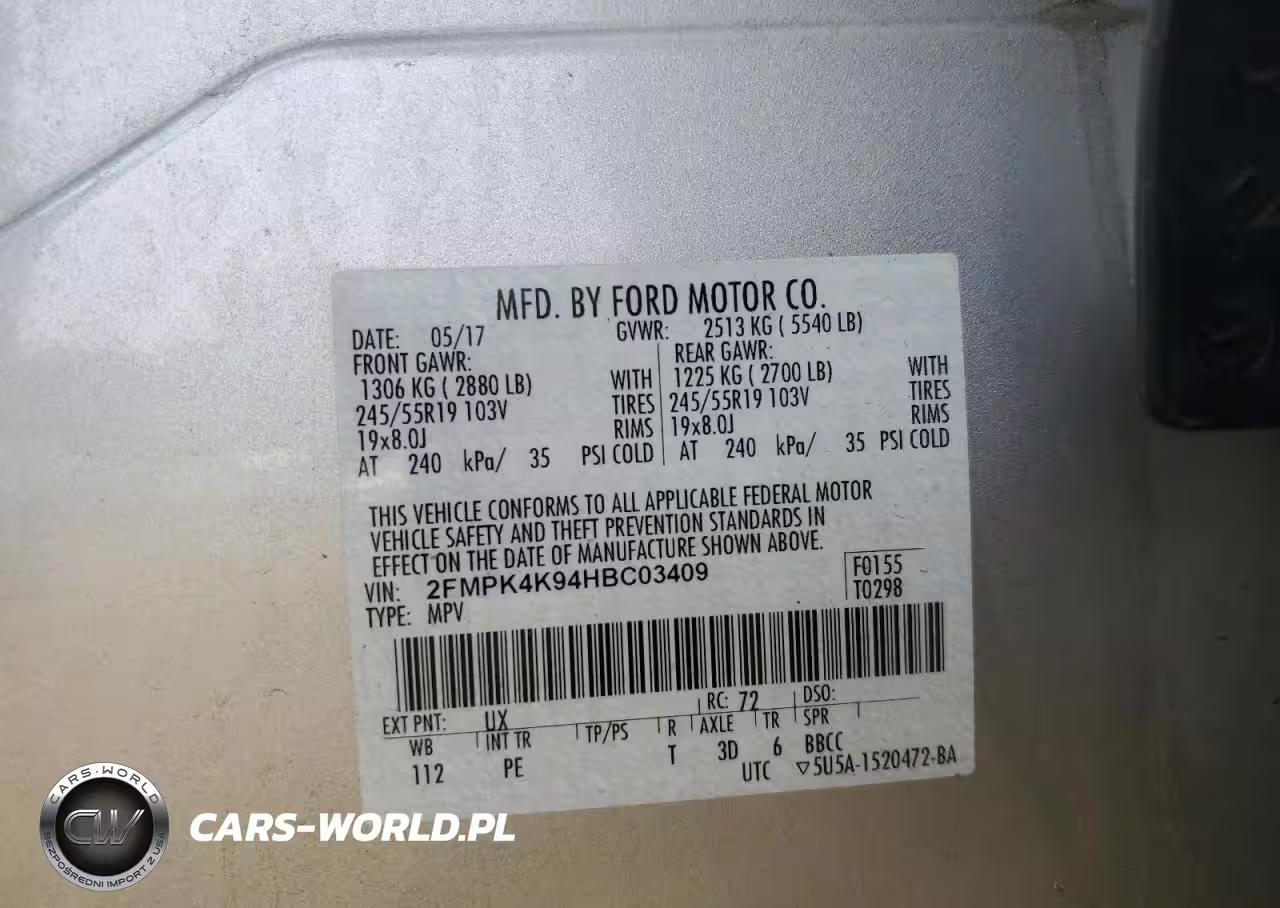 MFD. BY FORD MOTOR CO.
DATE: 05/17 GVWR: 2513 KG ( 5540 LB)
FRONT GAWR: REAR GAWR:
1306 KG ( 2880 LB) WITH 1225 KG ( 2700 LB) WITH
245/55R19 103V TIRES 245/55R19 103V TIRES
19x8.0J RIMS 19x8.0J RIMS
AT 240 kPa/ 35 PSI COLD AT 240 kPa/ 35 PSI COLD
THIS VEHICLE CONFORMS TO ALL APPLICABLE FEDERAL MOTOR
VEHICLE SAFETY AND THEFT PREVENTION STANDARDS IN
EFFECT ON THE DATE OF MANUFACTURE SHOWN ABOVE.
VIN: 2FMPK4K94HBC03409 F0155
TYPE: MPV T0298
EXT PNT: UX RC: 72 DSO:
WB INT TR TP/PS R AXLE TR SPR
112 PE T 3D 6 BBCC
UTC ▽5U5A-1520472-BA
CARS-WORLD
CW
BEZPOŚREDNI IMPORT Z USA
CARS-WORLD.PL